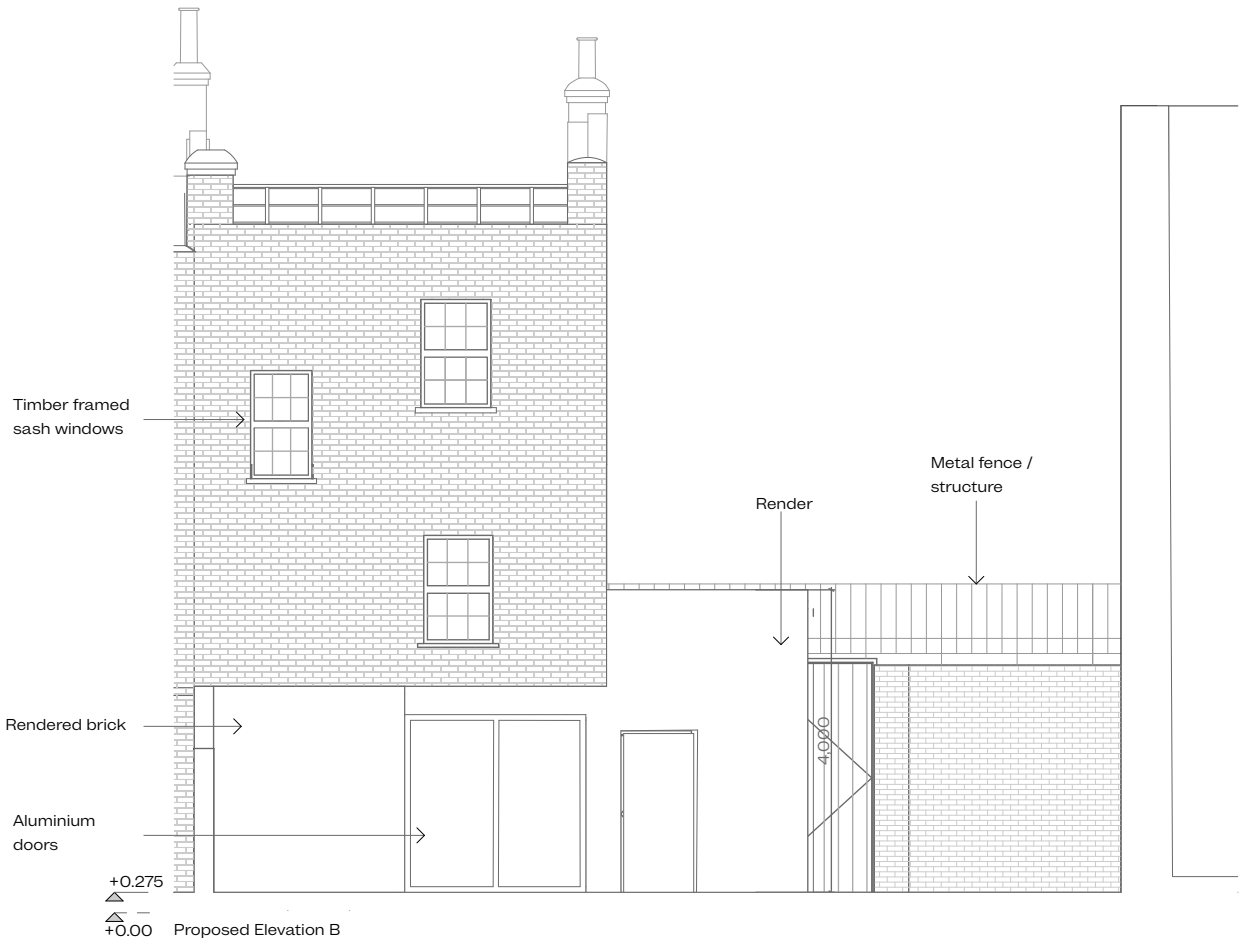 Timber framed
sash windows
Metal fence /
structure
Render
Rendered brick
4,000
Aluminium
doors
+0.275
+0.00
Proposed Elevation B